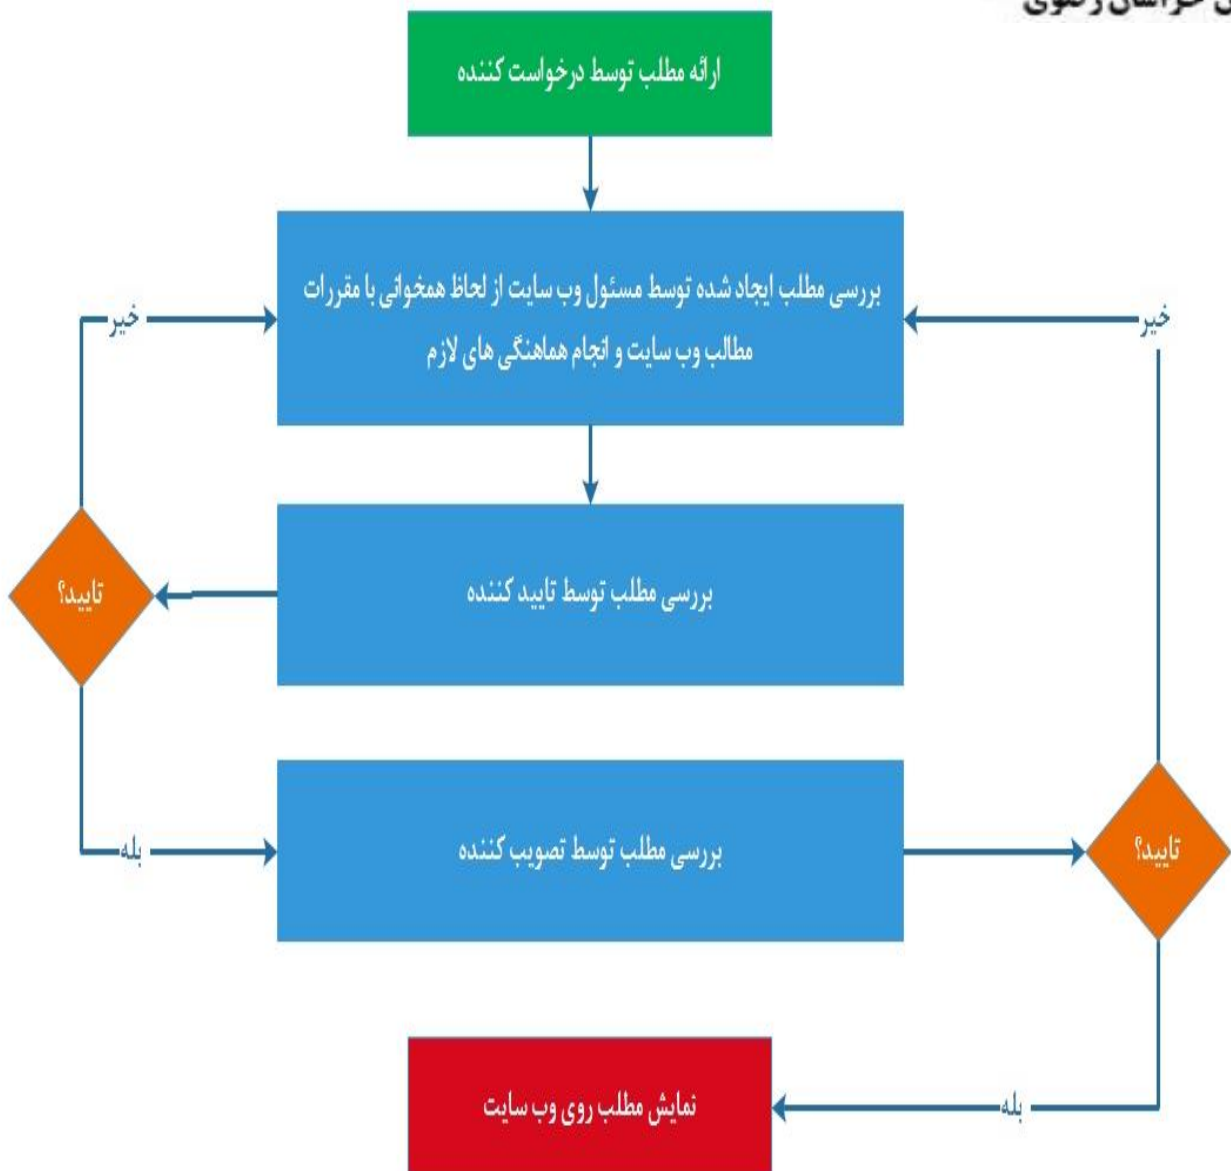 خراسان رضوی
ارائه مطلب توسط درخواست کننده
بررسی مطلب ایجاد شده توسط مسئول وب سایت از لحاظ همخوانی با مقررات
مطالب وب سایت و انجام هماهنگی های لازم
خیر
خیر
بررسی مطلب توسط تایید کننده
تایید؟
بررسی مطلب توسط تصویب کننده
تایید؟
بله
نمایش مطلب روی وب سایت
بله